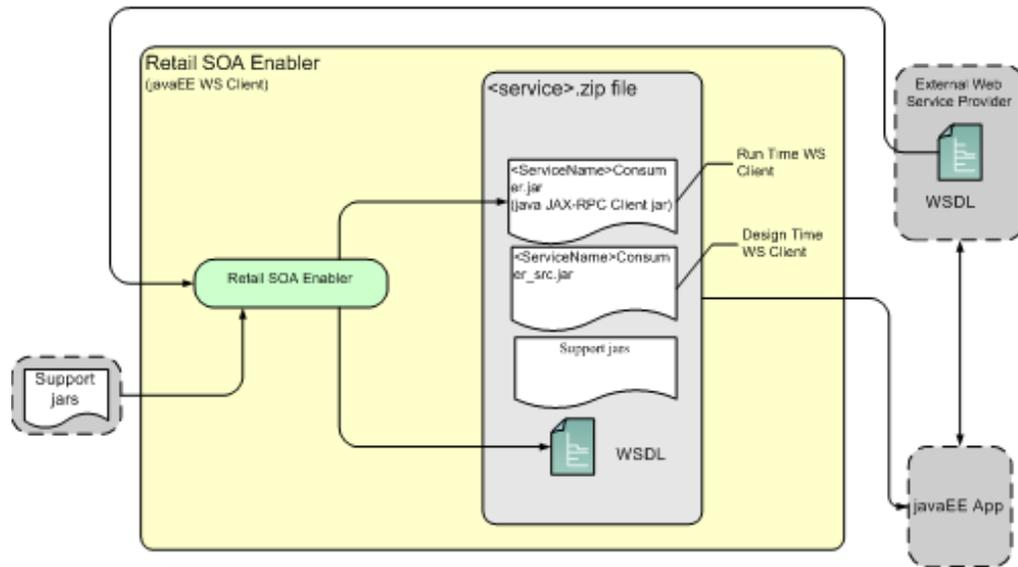 Retail SOA Enabler
(javaEE WS Client)
<service>.zip file
External Web
Service Provider
WSDL
<ServiceName>Consum
er.jar
(java JAX-RPC Client jar)
Run Time WS
Client
<ServiceName>Consum
er_src.jar
Design Time
WS Client
Retail SOA Enabler
Support jars
Support
jars
WSDL
javaEE App